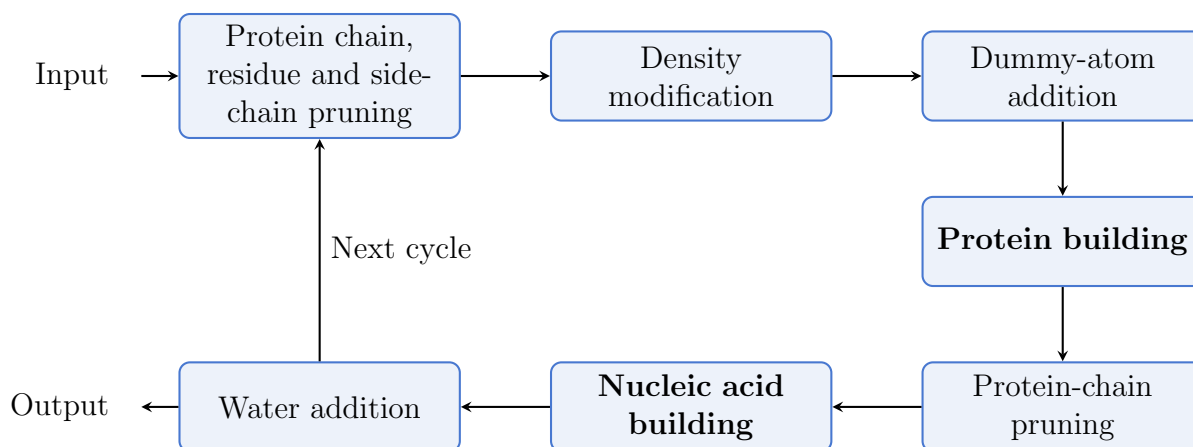 Input
Protein chain,
residue and side-
chain pruning
Density
modification
Dummy-atom
addition
Protein building
Next cycle
Output
Water addition
Nucleic acid
building
Protein-chain
pruning